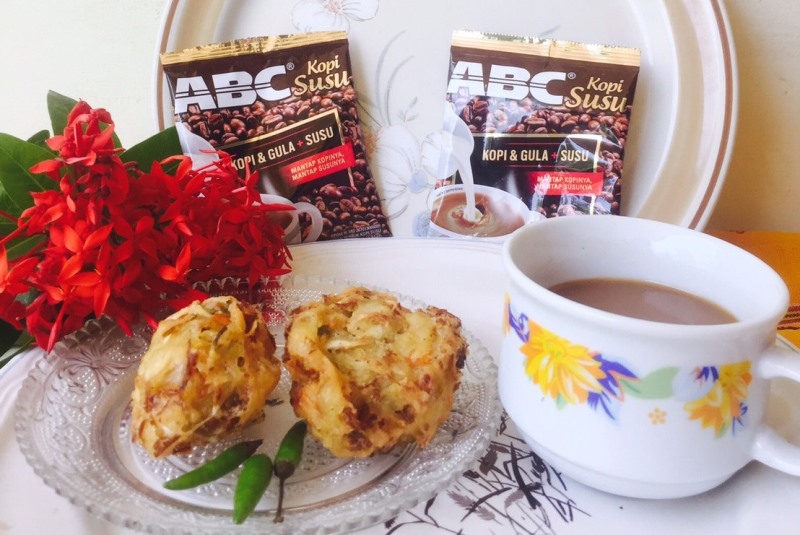 ABC® Kopi Susu
KOPI & GULA + SUSU
MANTAP KOPINYA,
MANTAP SUSUNYA
ABC® Kopi Susu
KOPI & GULA + SUSU
MANTAP KOPINYA,
MANTAP SUSUNYA